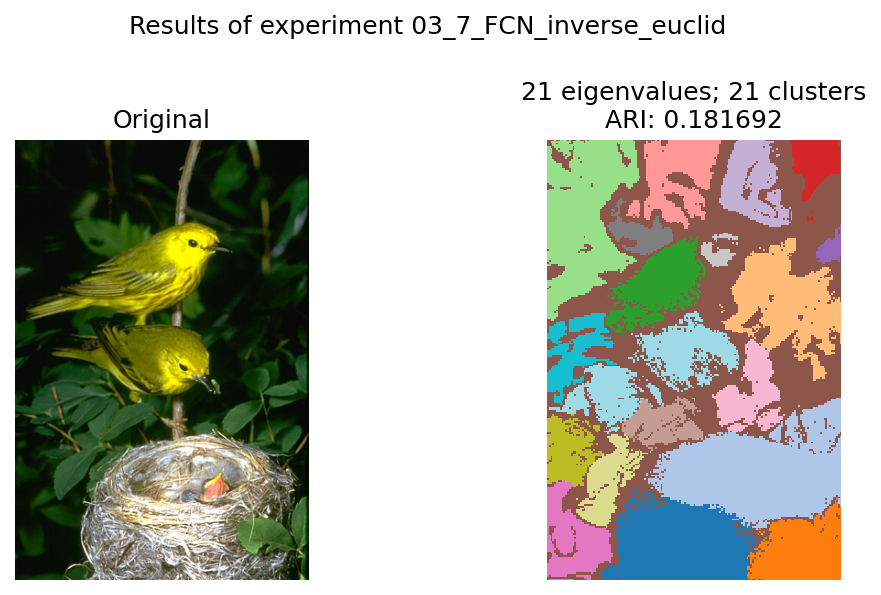 Results of experiment 03_7_FCN_inverse_euclid
Original
21 eigenvalues; 21 clusters
ARI: 0.181692